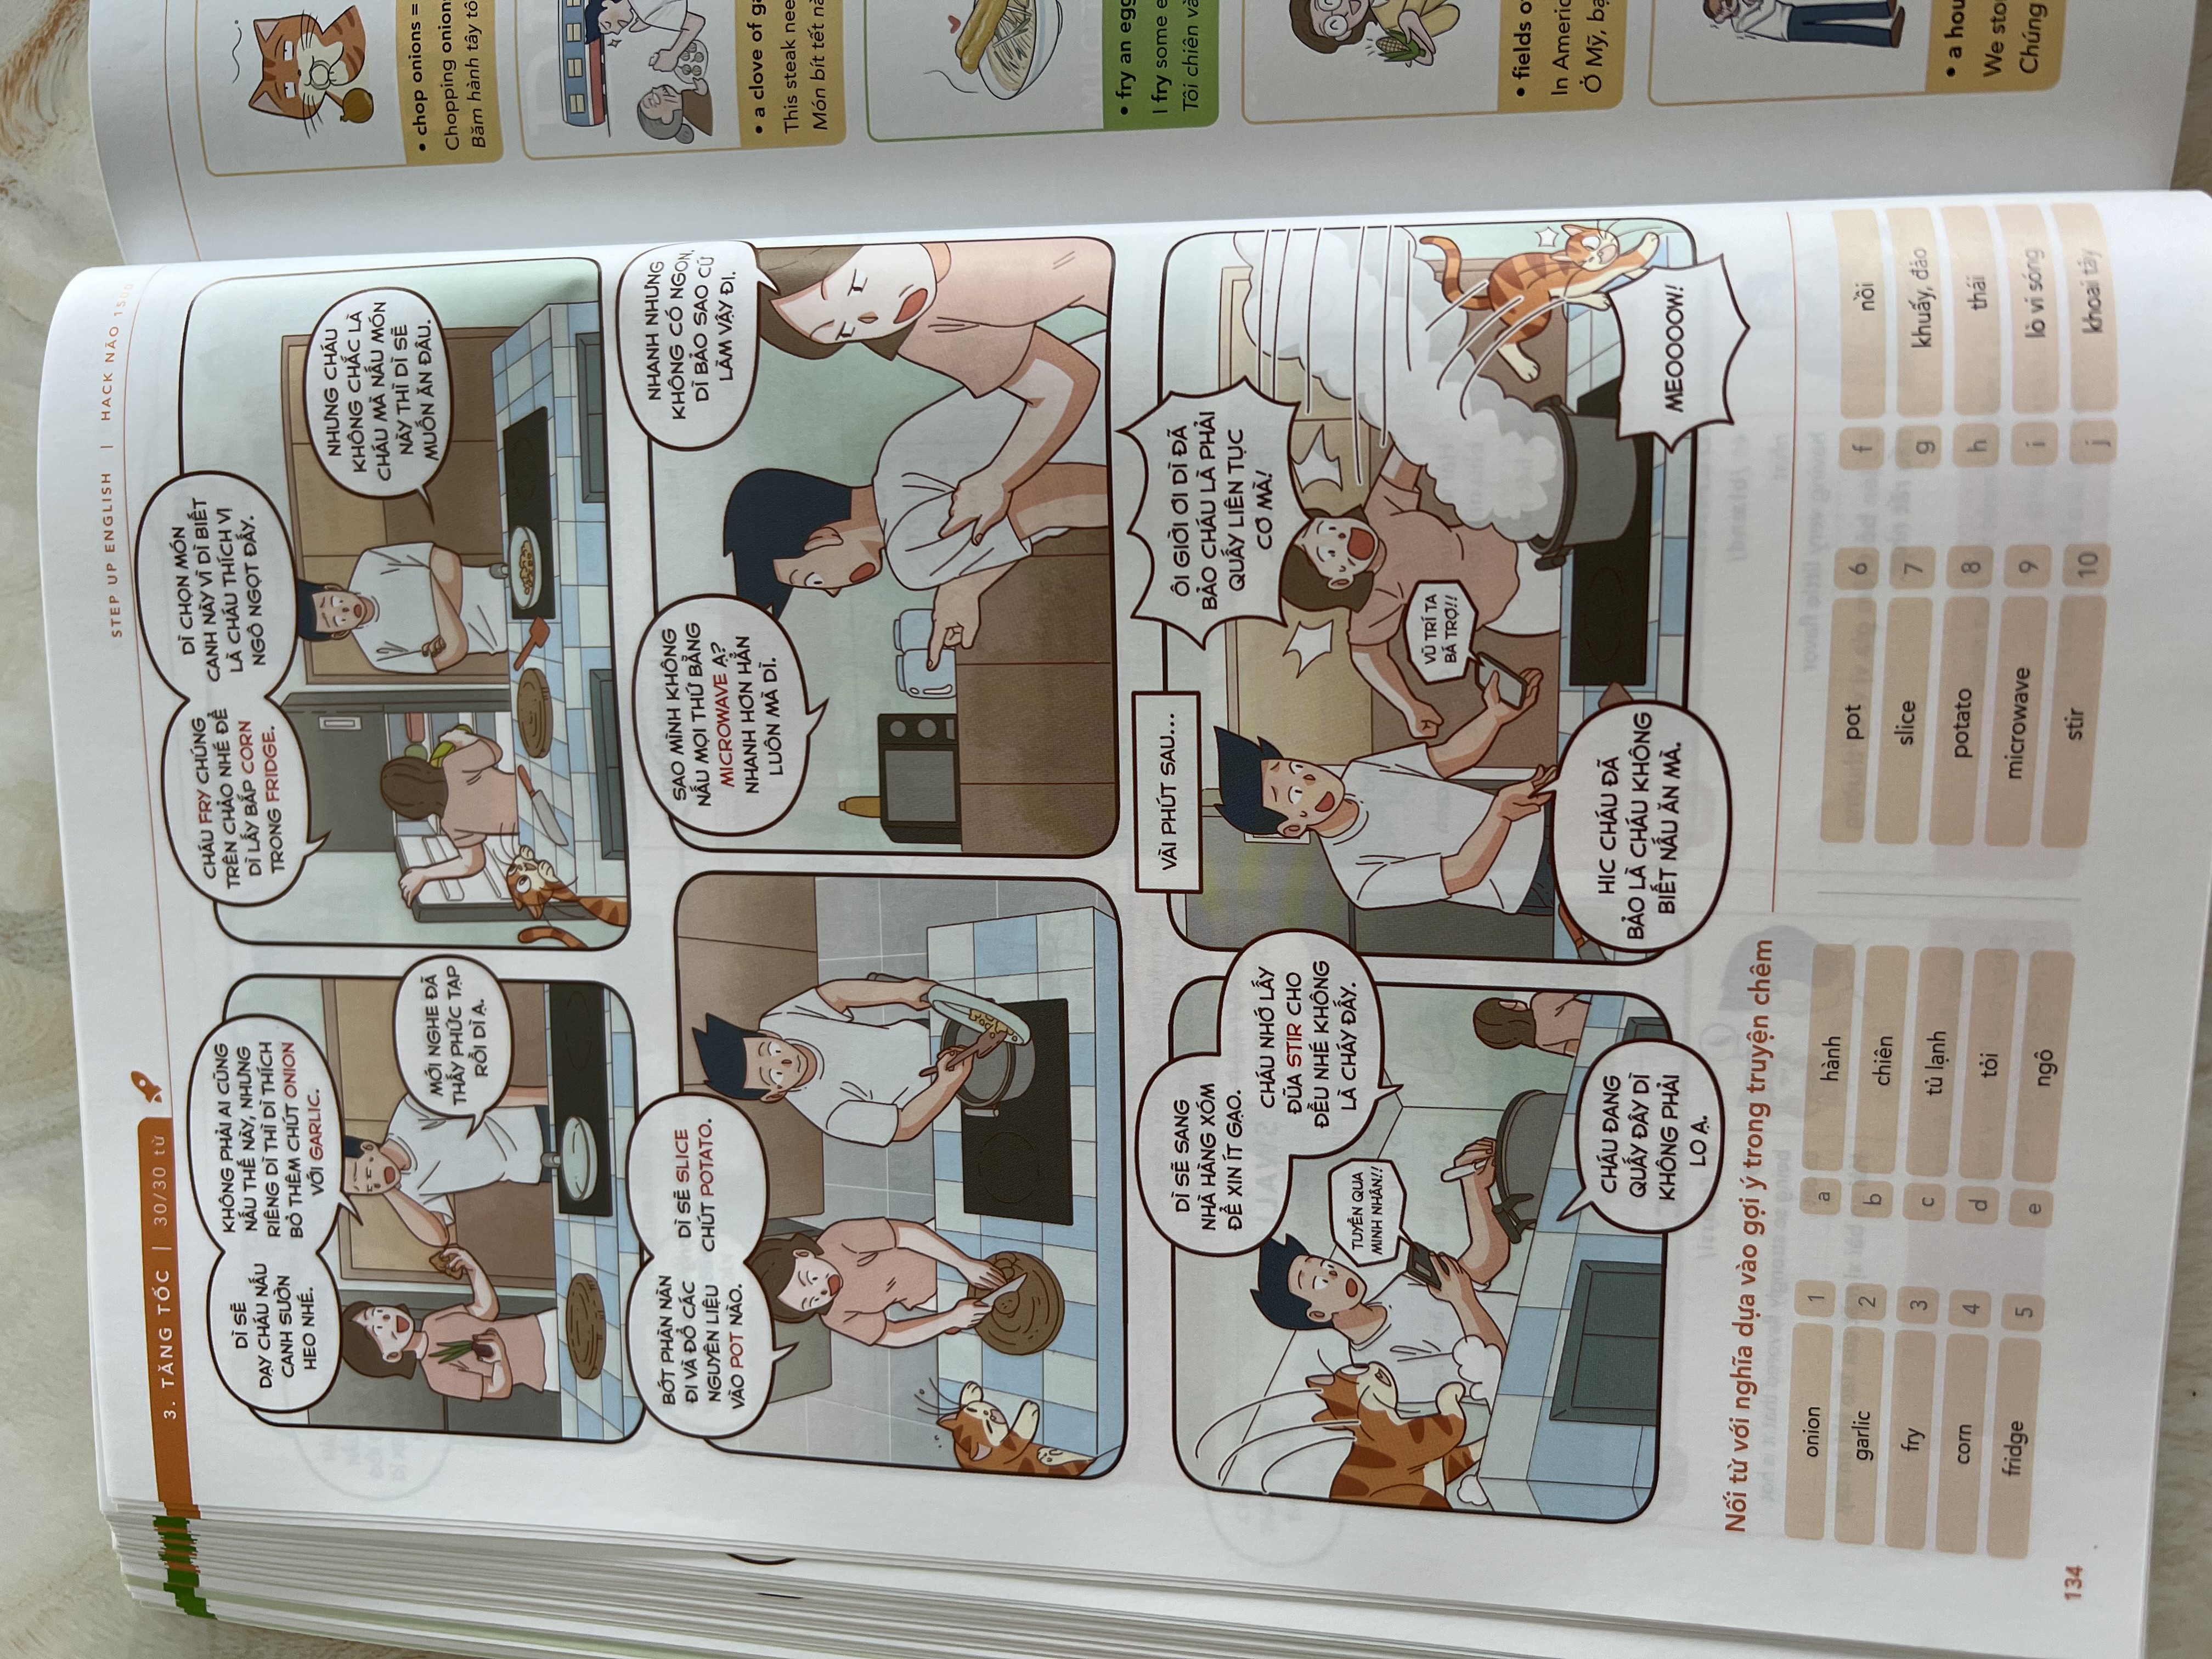 STEP UP ENGLISH | HACK NÃO
3. TĂNG TỐC | 30/30 từ
DÌ SẼ
DẠY CHÁU NẤU
CANH SƯỜN
HEO NHÉ.
KHÔNG PHẢI AI CŨNG
NẤU THẾ NÀY, NHƯNG
RIÊNG DÌ THÌ DÌ THÍCH
BỎ THÊM CHÚT ONION
VỚI GARLIC.
MỚI NGHE ĐÃ
THẤY PHỨC TẠP
RỒI DÌ Ạ.
CHÁU FRY CHÚNG
TRÊN CHẢO NHÉ ĐỂ
DÌ LẤY BẮP CORN
TRONG FRIDGE.
DÌ CHỌN MÓN
CANH NÀY VÌ DÌ BIẾT
LÀ CHÁU THÍCH VỊ
NGÔ NGỌT ĐẤY.
NHƯNG CHÁU
KHÔNG CHẮC LÀ
CHÁU MÀ NẤU MÓN
NÀY THÌ DÌ SẼ
MUỐN ĂN ĐÂU.
BỚT PHÀN NÀN
ĐI VÀ ĐỔ CÁC
NGUYÊN LIỆU
VÀO POT NÀO.
DÌ SẼ SLICE
CHÚT POTATO.
SAO MÌNH KHÔNG
NẤU MỌI THỨ BẰNG
MICROWAVE Ạ?
NHANH HƠN HẲN
LUÔN MÀ DÌ.
NHANH NHƯNG
KHÔNG CÓ NGON.
DÌ BẢO SAO CỨ
LÀM VẬY ĐI.
DÌ SẼ SANG
NHÀ HÀNG XÓM
ĐỂ XIN ÍT GẠO.
CHÁU NHỚ LẤY
ĐŨA STIR CHO
ĐỀU NHÉ KHÔNG
LÀ CHÁY ĐẤY.
TUYỀN QUA
MINH NHÂN!!
CHÁU ĐANG
QUẤY ĐÂY DÌ
KHÔNG PHẢI
LO Ạ.
VÀI PHÚT SAU...
ÔI GIỜI ƠI DÌ ĐÃ
BẢO CHÁU LÀ PHẢI
QUẤY LIÊN TỤC
CƠ MÀ!
VŨ TRÍ TA
BÁ TRỢ!!
HIC CHÁU ĐÃ
BẢO LÀ CHÁU KHÔNG
BIẾT NẤU ĂN MÀ.
MEOOOOW!
Nối từ với nghĩa dựa vào gợi ý trong truyện chêm
onion 1 a hành
garlic 2 b chiên
fry 3 c tủ lạnh
corn 4 d tỏi
fridge 5 e ngô
pot 6 f nồi
slice 7 g khuấy, đảo
potato 8 h thái
microwave 9 i lò vi sóng
stir 10 j khoai tây
134
• chop onions =
Chopping
Băm hành tây
• a clove of
This steak
Món bít tết
• fry an
I fry some
Tôi chiên
• fields
In
Ở Mỹ,
• a
We
Chúng